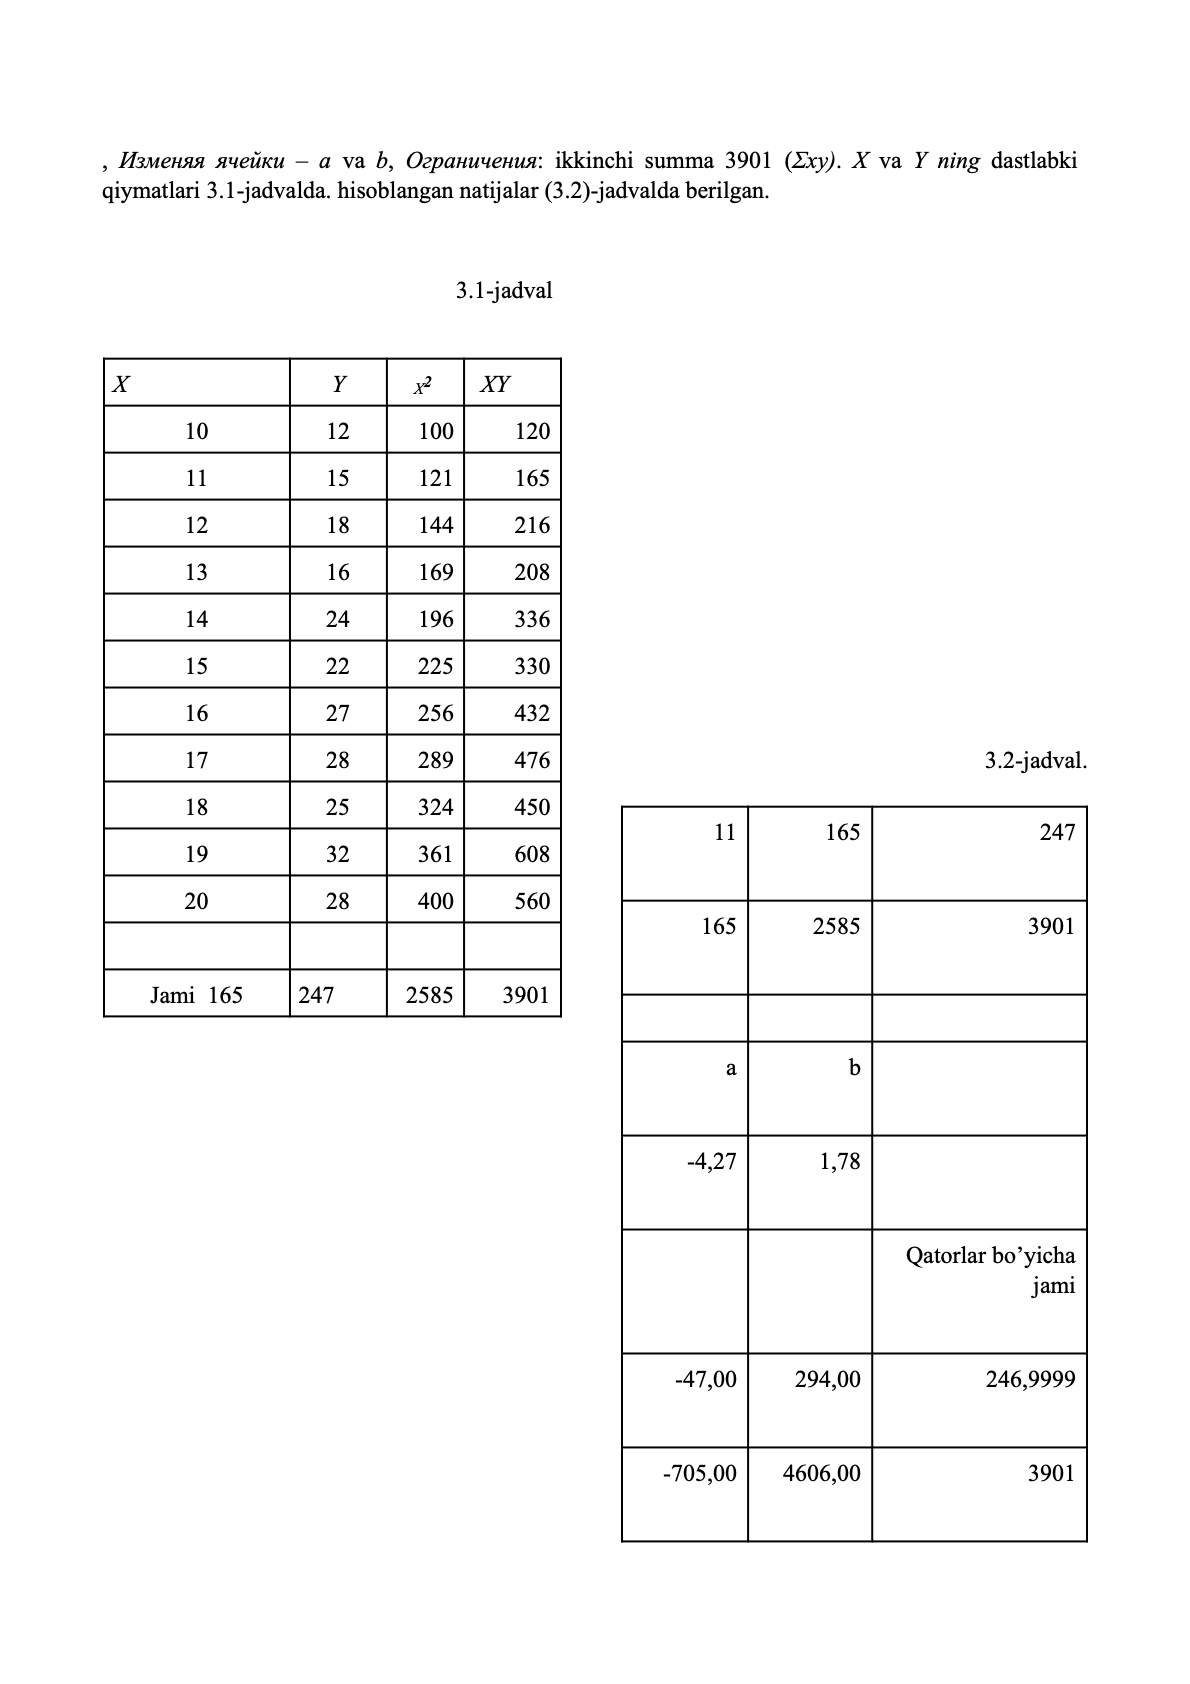 , Изменяя ячейки – a va b, Ограничения: ikkinchi summa 3901 (Σxy). X va Y ning dastlabki
qiymatlari 3.1-jadvalda. hisoblangan natijalar (3.2)-jadvalda berilgan.
3.1-jadval
X Y X² XY
10 12 100 120
11 15 121 165
12 18 144 216
13 16 169 208
14 24 196 336
15 22 225 330
16 27 256 432
17 28 289 476
18 25 324 450
19 32 361 608
20 28 400 560
Jami 165 247 2585 3901
3.2-jadval.
11 165 247
165 2585 3901
a b
-4,27 1,78
Qatorlar bo’yicha
jami
-47,00 294,00 246,9999
-705,00 4606,00 3901